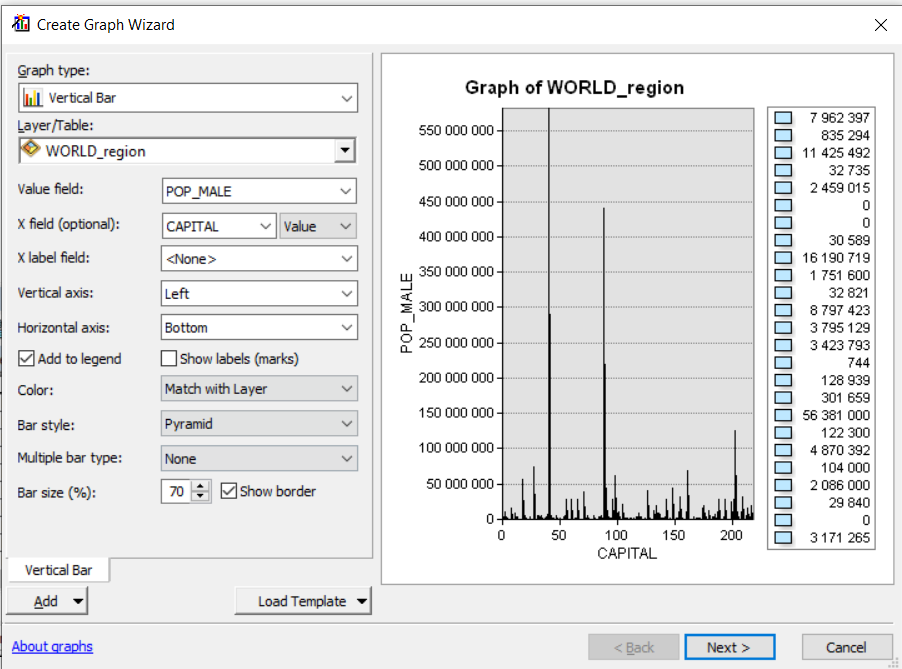 Create Graph Wizard
Graph type:
Vertical Bar
Layer/Table:
WORLD_region
Value field:
POP_MALE
X field (optional):
CAPITAL
Value
X label field:
<None>
Vertical axis:
Left
Horizontal axis:
Bottom
Add to legend
Show labels (marks)
Color:
Match with Layer
Bar style:
Pyramid
Multiple bar type:
None
Bar size (%):
70
Show border
Vertical Bar
Add
Load Template
Graph of WORLD_region
550 000 000
500 000 000
450 000 000
400 000 000
350 000 000
300 000 000
250 000 000
200 000 000
150 000 000
100 000 000
50 000 000
0
POP_MALE
0 50 100 150 200
CAPITAL
7 962 397
835 294
11 425 492
32 735
2 459 015
0
0
30 589
16 190 719
1 751 600
32 821
8 797 423
3 795 129
3 423 793
744
128 939
301 659
56 381 000
122 300
4 870 392
104 000
2 086 000
29 840
0
3 171 265
About graphs
< Back
Next >
Cancel